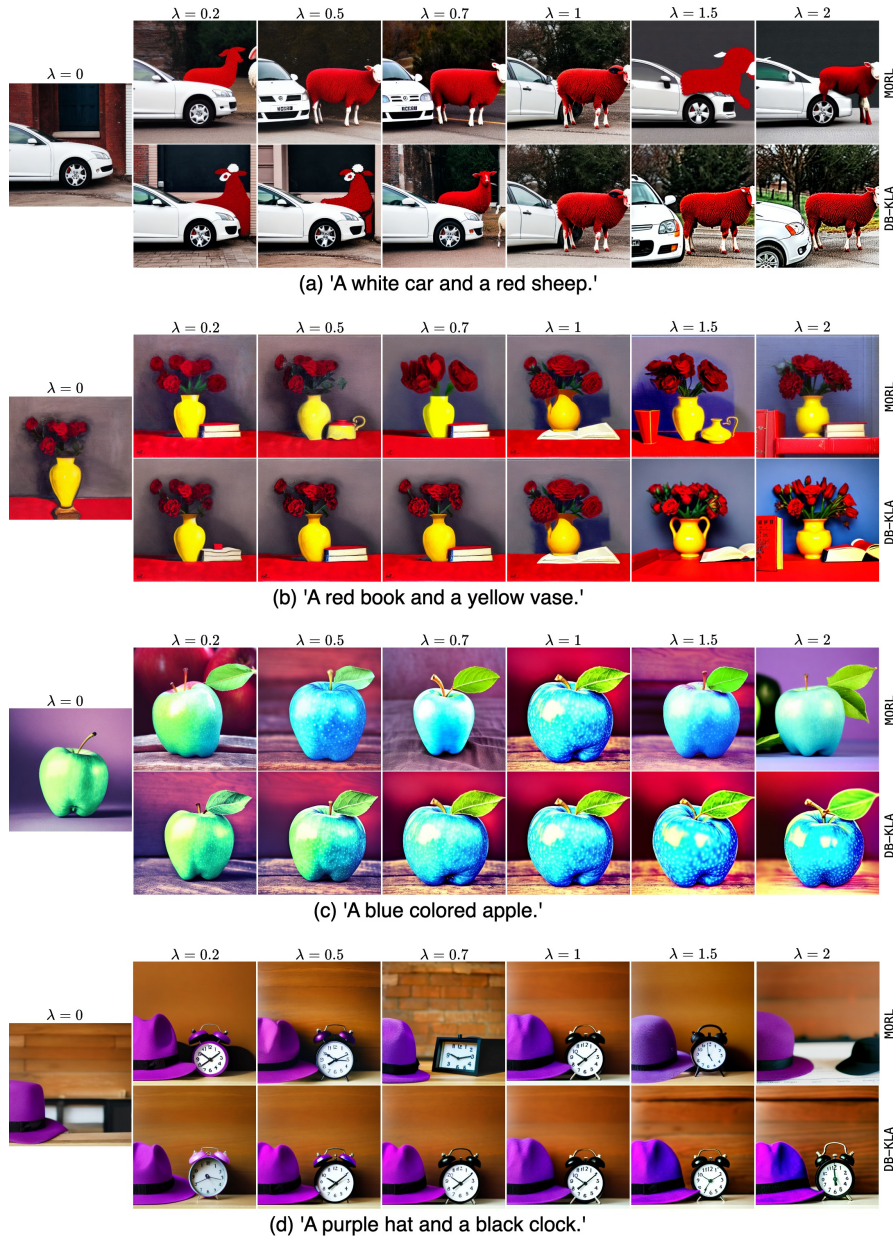 λ = 0.2 λ = 0.5 λ = 0.7 λ = 1 λ = 1.5 λ = 2
λ = 0
MORL
DB-KLA
(a) 'A white car and a red sheep.'
λ = 0.2 λ = 0.5 λ = 0.7 λ = 1 λ = 1.5 λ = 2
λ = 0
MORL
DB-KLA
(b) 'A red book and a yellow vase.'
λ = 0.2 λ = 0.5 λ = 0.7 λ = 1 λ = 1.5 λ = 2
λ = 0
MORL
DB-KLA
(c) 'A blue colored apple.'
λ = 0.2 λ = 0.5 λ = 0.7 λ = 1 λ = 1.5 λ = 2
λ = 0
MORL
DB-KLA
(d) 'A purple hat and a black clock.'